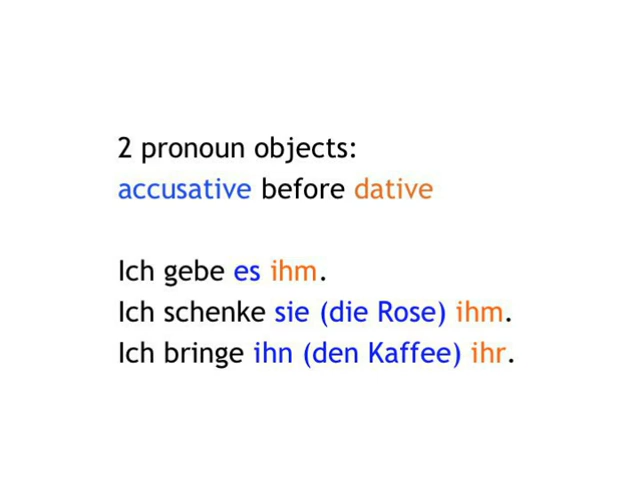 2 pronoun objects:
accusative before dative
Ich gebe es ihm.
Ich schenke sie (die Rose) ihm.
Ich bringe ihn (den Kaffee) ihr.